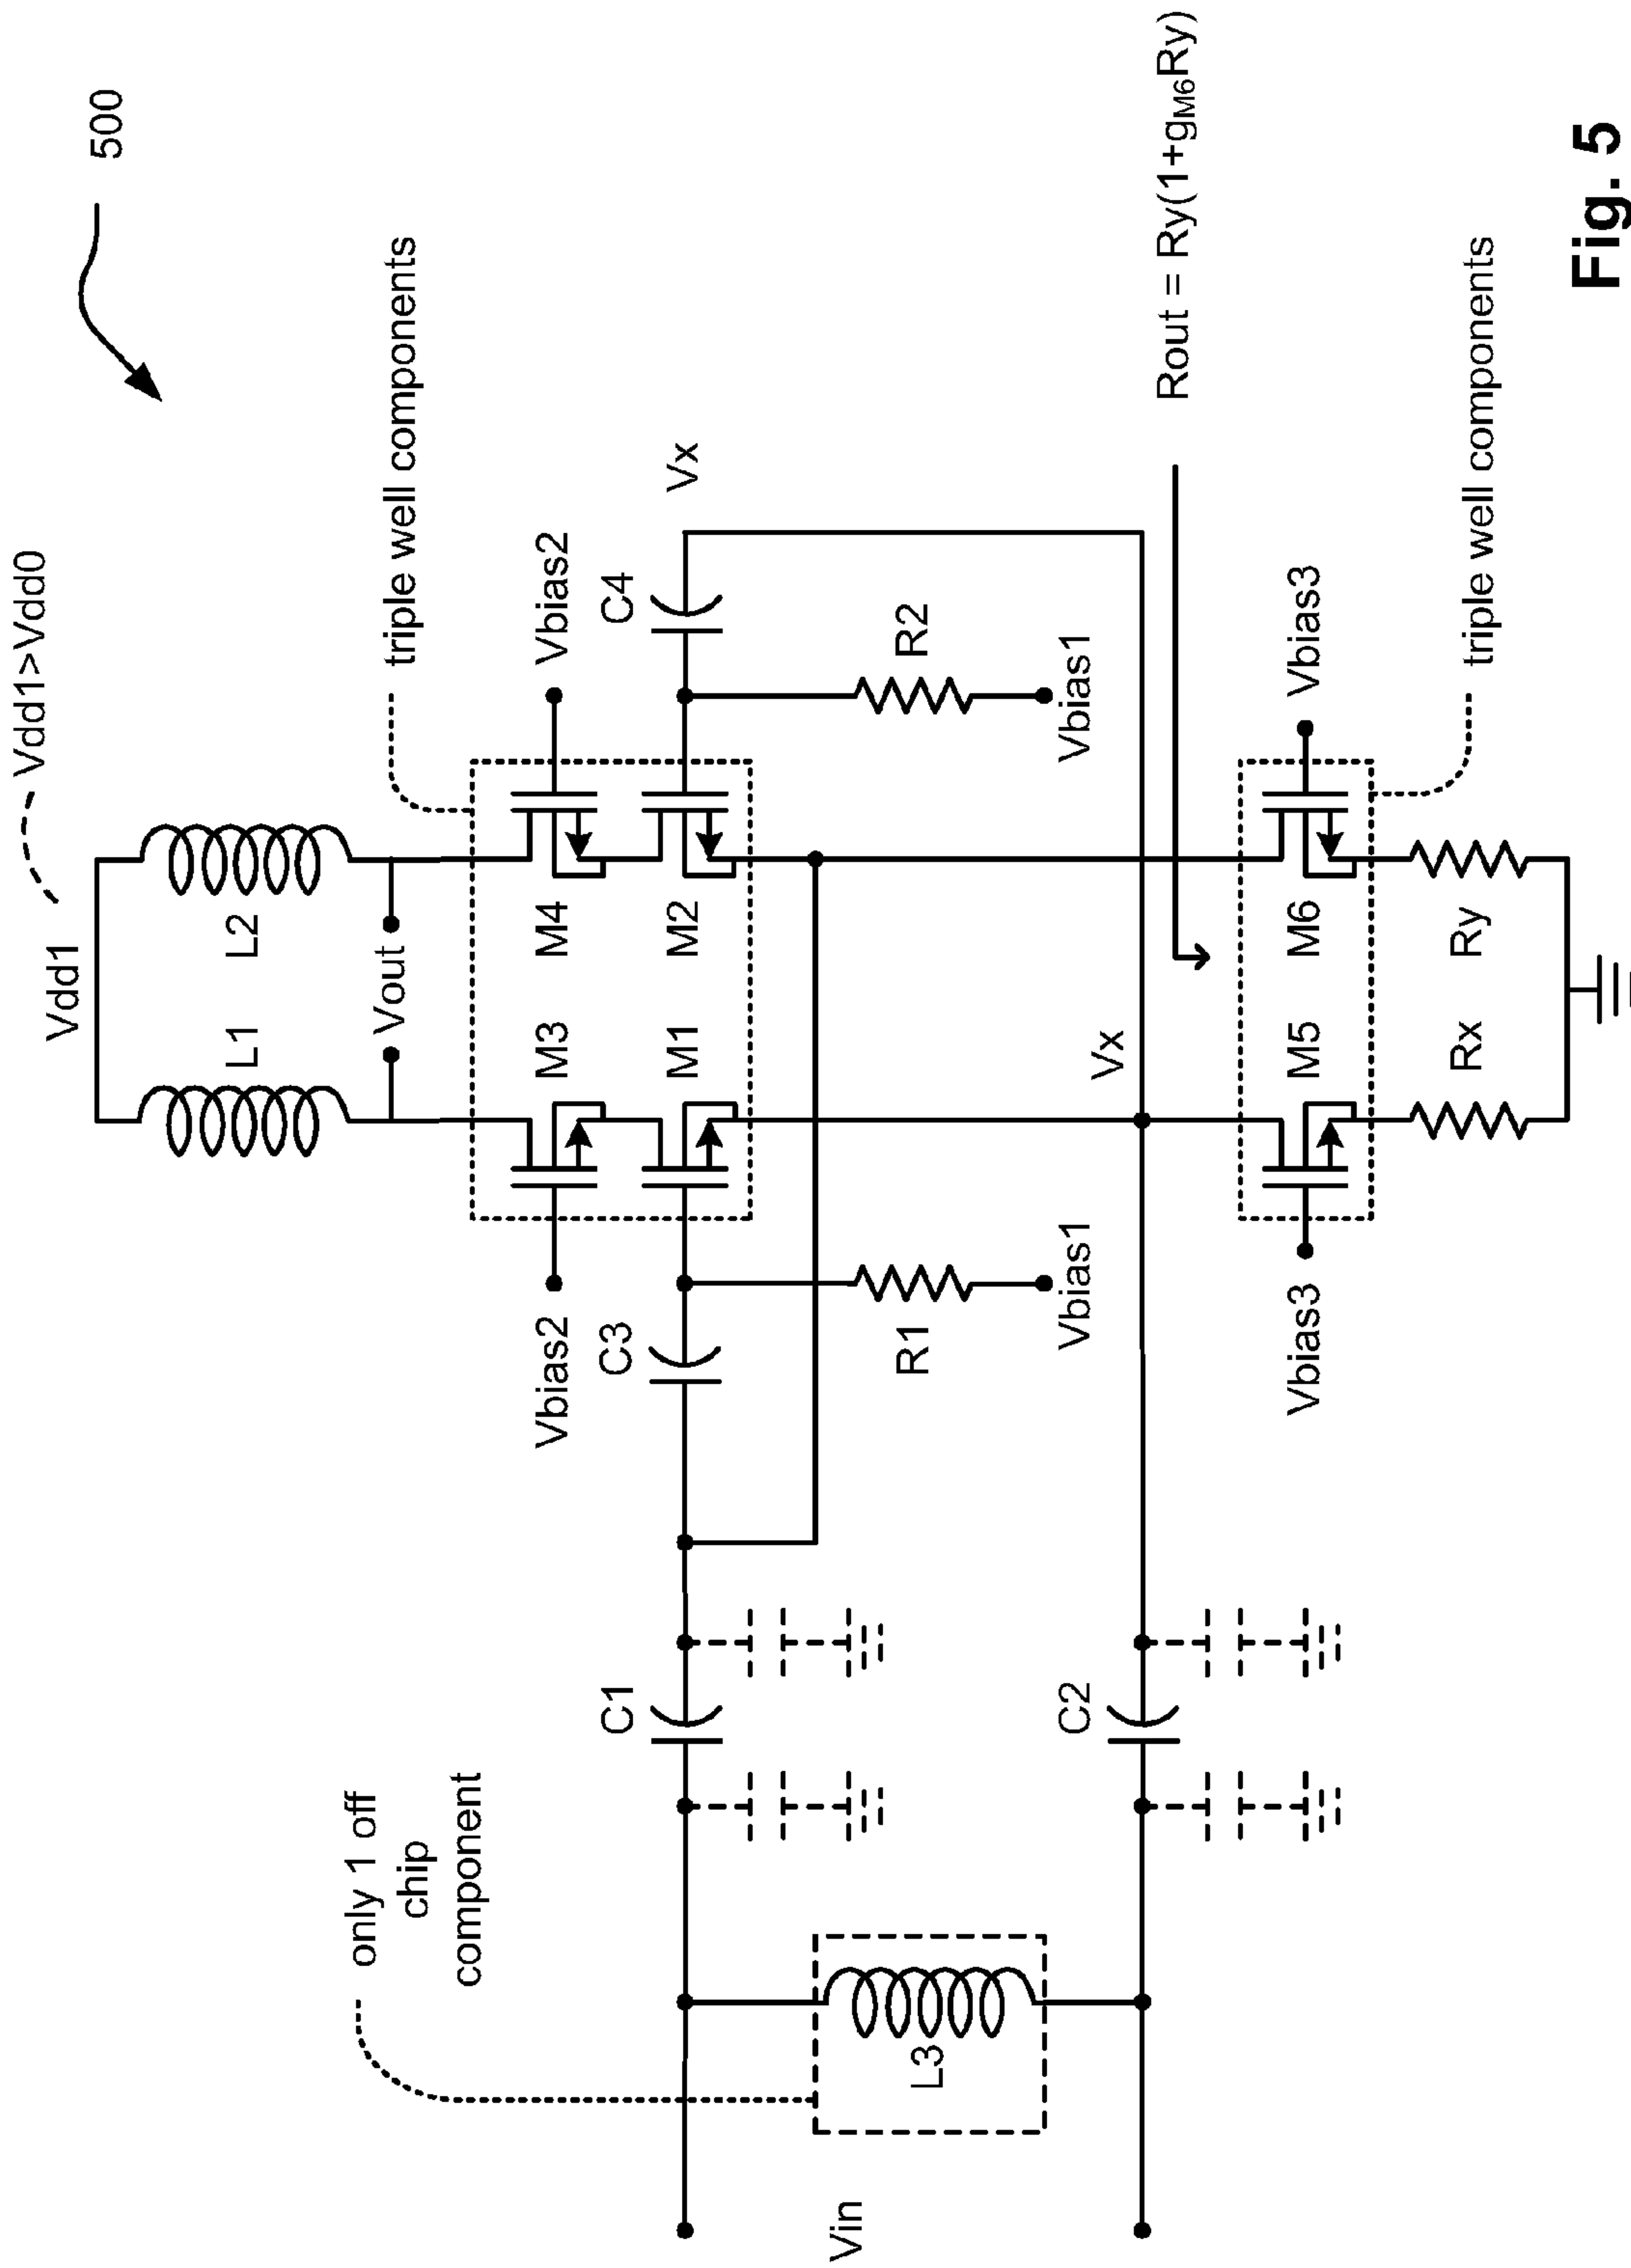 500
Vdd1>Vdd0
Vdd1
L1
L2
Vout
triple well components
only 1 off
chip
component
Vbias2
M3
M4
Vbias2
C1
C3
M1
M2
C4
Vx
L3
R1
R2
Vin
Vbias1
Vbias1
C2
Vx
Rout = Ry(1+gM6Ry)
Vbias3
M5
M6
Vbias3
Rx
Ry
triple well components
Fig. 5